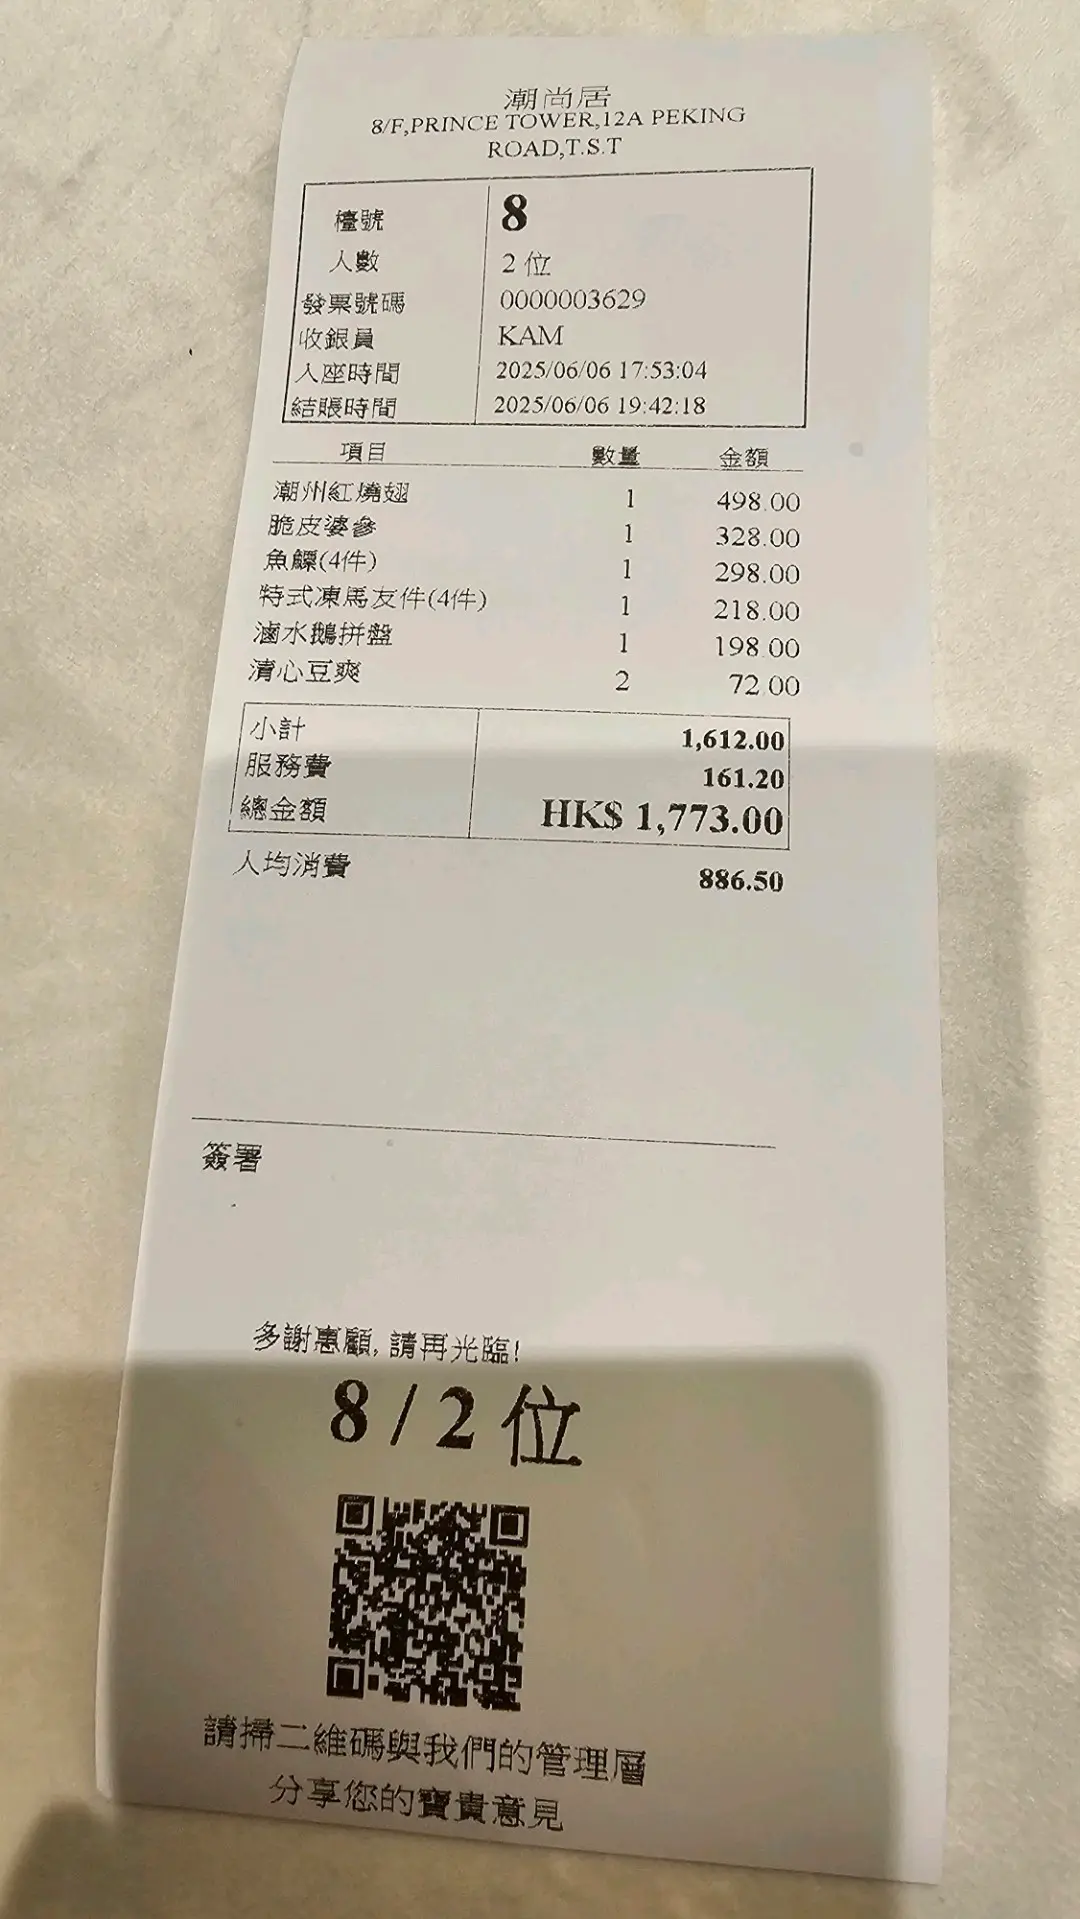 潮尚居
8/F,PRINCE TOWER,12A PEKING
ROAD,T.S.T
檯號 8
人數 2 位
發票號碼 0000003629
收銀員 KAM
入座時間 2025/06/06 17:53:04
結賬時間 2025/06/06 19:42:18
項目 數量 金額
潮州紅燒翅 1 498.00
脆皮婆參 1 328.00
魚鰾(4件) 1 298.00
特式凍馬友件(4件) 1 218.00
滷水鵝拼盤 1 198.00
清心豆爽 2 72.00
小計 1,612.00
服務費 161.20
總金額 HK$ 1,773.00
人均消費 886.50
簽署
多謝惠顧, 請再光臨!
8 / 2 位
請掃二維碼與我們的管理層
分享您的寶貴意見